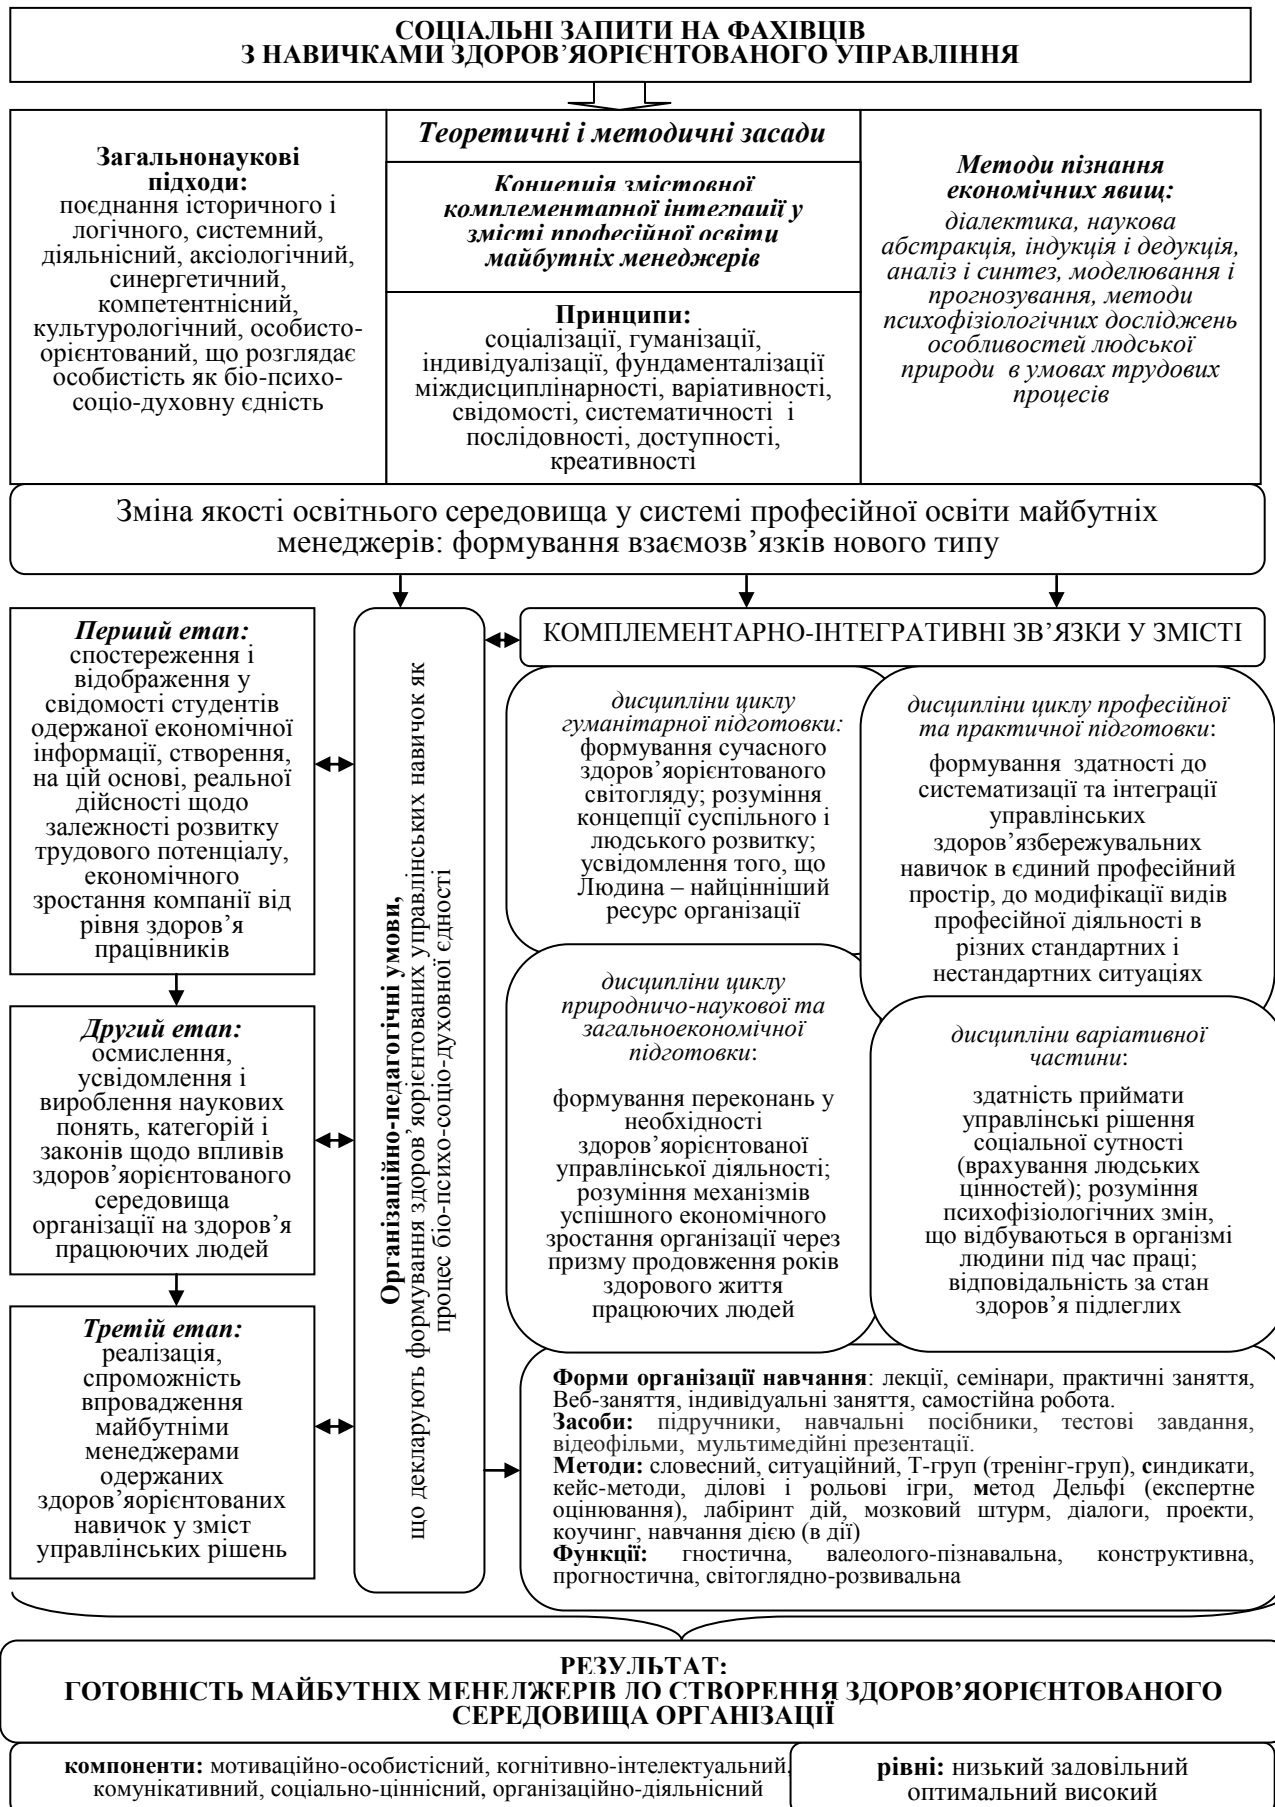 СОЦІАЛЬНІ ЗАПИТИ НА ФАХІВЦІВ
З НАВИЧКАМИ ЗДОРОВ’ЯОРІЄНТОВАНОГО УПРАВЛІННЯ
Загальнонаукові
підходи:
поєднання історичного і
логічного, системний,
діяльнісний, аксіологічний,
синергетичний,
компетентнісний,
культурологічний, особисто-
орієнтований, що розглядає
особистість як біо-психо-
соціо-духовну єдність
Теоретичні і методичні засади
Концепція змістовної
комплементарної інтеграції у
змісті професійної освіти
майбутніх менеджерів
Принципи:
соціалізації, гуманізації,
індивідуалізації, фундаменталізації
міждисциплінарності, варіативності,
свідомості, систематичності і
послідовності, доступності,
креативності
Методи пізнання
економічних явищ:
діалектика, наукова
абстракція, індукція і дедукція,
аналіз і синтез, моделювання і
прогнозування, методи
психофізіологічних досліджень
особливостей людської
природи в умовах трудових
процесів
Зміна якості освітнього середовища у системі професійної освіти майбутніх
менеджерів: формування взаємозв’язків нового типу
Перший етап:
спостереження і
відображення у
свідомості студентів
одержаної економічної
інформації, створення,
на цій основі, реальної
дійсності щодо
залежності розвитку
трудового потенціалу,
економічного
зростання компанії від
рівня здоров’я
працівників
Другий етап:
осмислення,
усвідомлення і
вироблення наукових
понять, категорій і
законів щодо впливів
здоров’яорієнтованого
середовища
організації на здоров’я
працюючих людей
Третій етап:
реалізація,
спроможність
впровадження
майбутніми
менеджерами
одержаних
здоров’яорієнтованих
навичок у зміст
управлінських рішень
Організаційно-педагогічні умови,
що декларують формування здоров’яорієнтованих управлінських навичок як
процес біо-психо-соціо-духовної єдності
КОМПЛЕМЕНТАРНО-ІНТЕГРАТИВНІ ЗВ’ЯЗКИ У ЗМІСТІ
дисципліни циклу
гуманітарної підготовки:
формування сучасного
здоров’яорієнтованого
світогляду; розуміння
концепції суспільного і
людського розвитку;
усвідомлення того, що
Людина – найцінніший
ресурс організації
дисципліни циклу професійної
та практичної підготовки:
формування здатності до
систематизації та інтеграції
управлінських
здоров’язбережувальних
навичок в єдиний професійний
простір, до модифікації видів
професійної діяльності в
різних стандартних і
нестандартних ситуаціях
дисципліни циклу
природничо-наукової та
загальноекономічної
підготовки:
формування переконань у
необхідності
здоров’яорієнтованої
управлінської діяльності;
розуміння механізмів
успішного економічного
зростання організації через
призму продовження років
здорового життя
працюючих людей
дисципліни варіативної
частини:
здатність приймати
управлінські рішення
соціальної сутності
(врахування людських
цінностей); розуміння
психофізіологічних змін,
що відбуваються в організмі
людини під час праці;
відповідальність за стан
здоров’я підлеглих
Форми організації навчання: лекції, семінари, практичні заняття,
Веб-заняття, індивідуальні заняття, самостійна робота.
Засоби: підручники, навчальні посібники, тестові завдання,
відеофільми, мультимедійні презентації.
Методи: словесний, ситуаційний, Т-груп (тренінг-груп), синдикати,
кейс-методи, ділові і рольові ігри, метод Дельфі (експертне
оцінювання), лабіринт дій, мозковий штурм, діалоги, проекти,
коучинг, навчання дією (в дії)
Функції: гностична, валеолого-пізнавальна, конструктивна,
прогностична, світоглядно-розвивальна
РЕЗУЛЬТАТ:
ГОТОВНІСТЬ МАЙБУТНІХ МЕНЕДЖЕРІВ ДО СТВОРЕННЯ ЗДОРОВ’ЯОРІЄНТОВАНОГО
СЕРЕДОВИЩА ОРГАНІЗАЦІЇ
компоненти: мотиваційно-особистісний, когнітивно-інтелектуальний,
комунікативний, соціально-ціннісний, організаційно-діяльнісний
рівні: низький задовільний
оптимальний високий